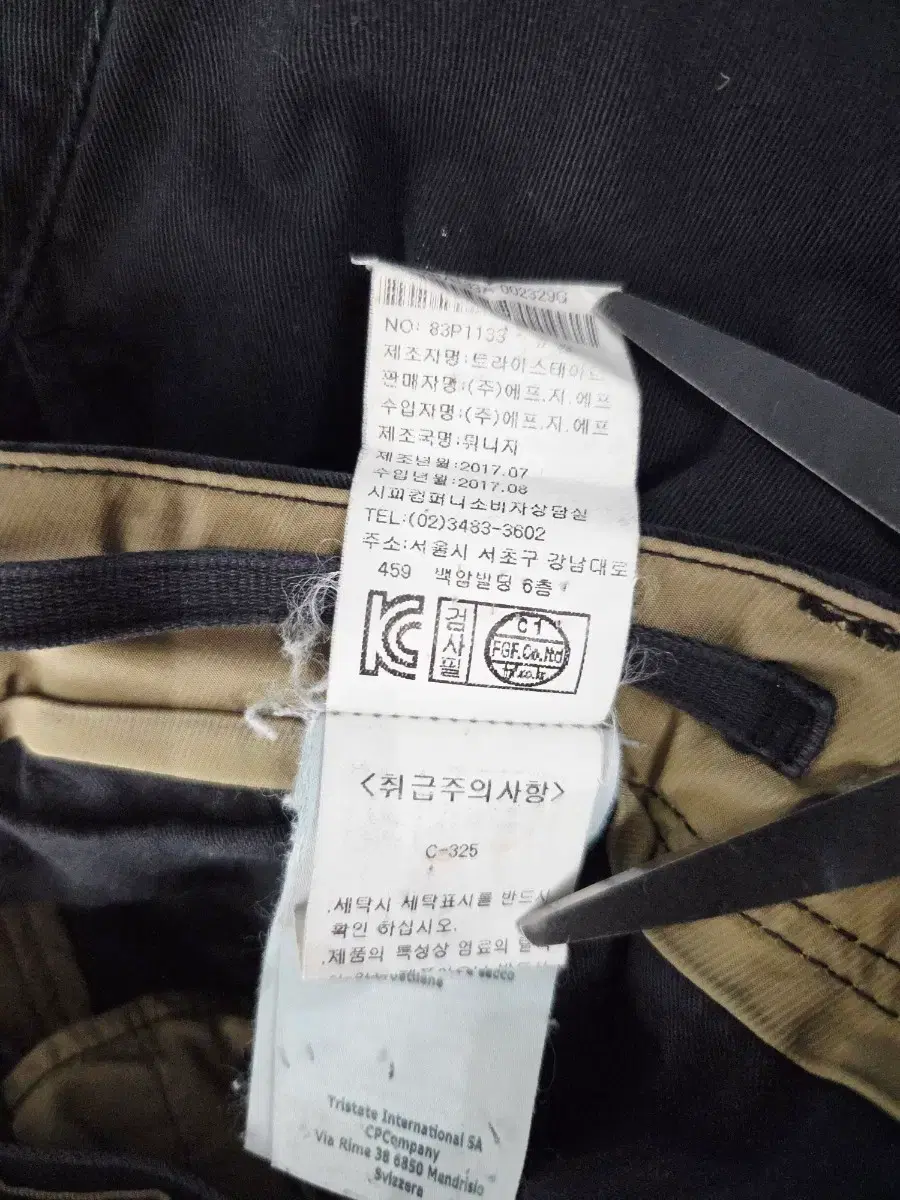 002329G
NO: 83P1133
제조자명:트라이스테이트
판매자명:(주)에프.지.에프
수입자명:(주)에프.지.에프
제조국명:튀니지
제조년월:2017.07
수입년월:2017.08
시피컴퍼니소비자상담실
TEL:(02)3483-3602
주소:서울시 서초구 강남대로
459 백암빌딩 6층
KC
검사필
C 1
FGF.Co.ltd
<취급주의사항>
C-325
.세탁시 세탁표시를 반드시
확인 하십시오.
.제품의 특성상 염료의
secco
Tristate International SA
CPCompany
Via Rime 38 6850 Mendrisio
Svizzera